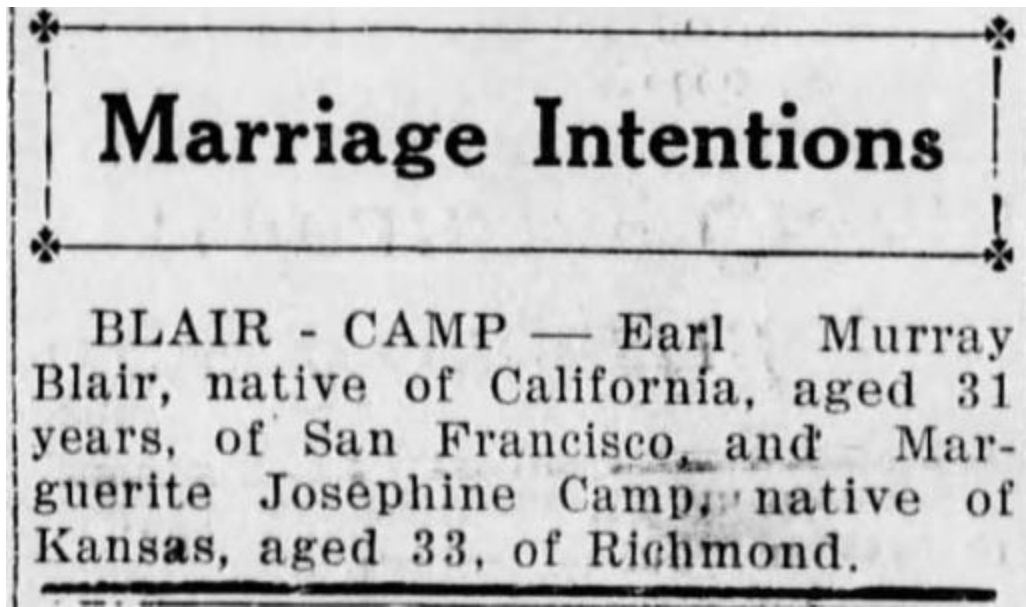 Marriage Intentions
BLAIR - CAMP — Earl Murray
Blair, native of California, aged 31
years, of San Francisco, and Mar-
guerite Josephine Camp, native of
Kansas, aged 33, of Richmond.